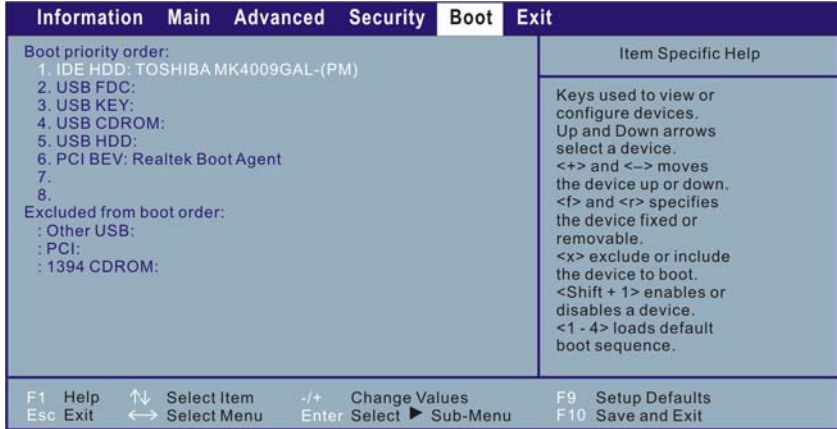 Information Main Advanced Security Boot Exit
Boot priority order:
1. IDE HDD: TOSHIBA MK4009GAL-(PM)
2. USB FDC:
3. USB KEY:
4. USB CDROM:
5. USB HDD:
6. PCI BEV: Realtek Boot Agent
7.
8.
Excluded from boot order:
: Other USB:
: PCI:
: 1394 CDROM:
Item Specific Help
Keys used to view or
configure devices.
Up and Down arrows
select a device.
<+> and <–> moves
the device up or down.
<f> and <r> specifies
the device fixed or
removable.
<x> exclude or include
the device to boot.
<Shift + 1> enables or
disables a device.
<1 - 4> loads default
boot sequence.
F1 Help ↑↓ Select Item -/+ Change Values F9 Setup Defaults
Esc Exit ↔ Select Menu Enter Select ▶ Sub-Menu F10 Save and Exit